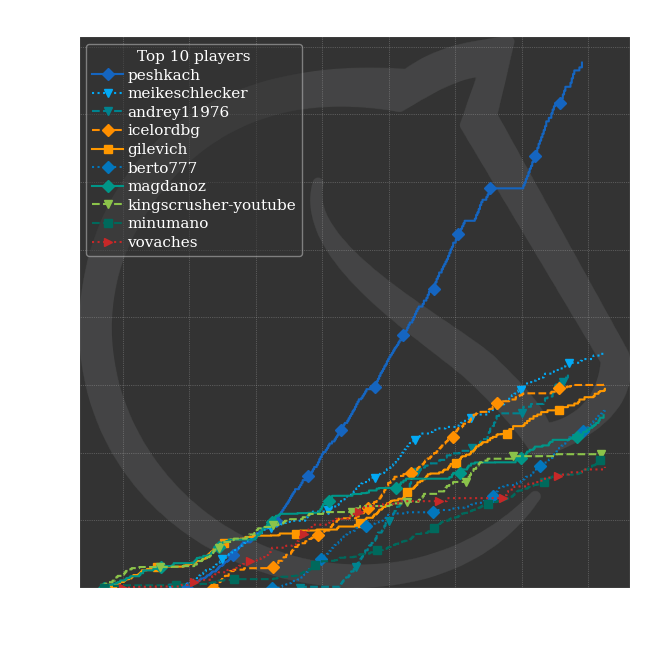 Top 10 players
peshkach
meikeschlecker
andrey11976
icelordbg
gilevich
berto777
magdanoz
kingscrusher-youtube
minumano
vovaches